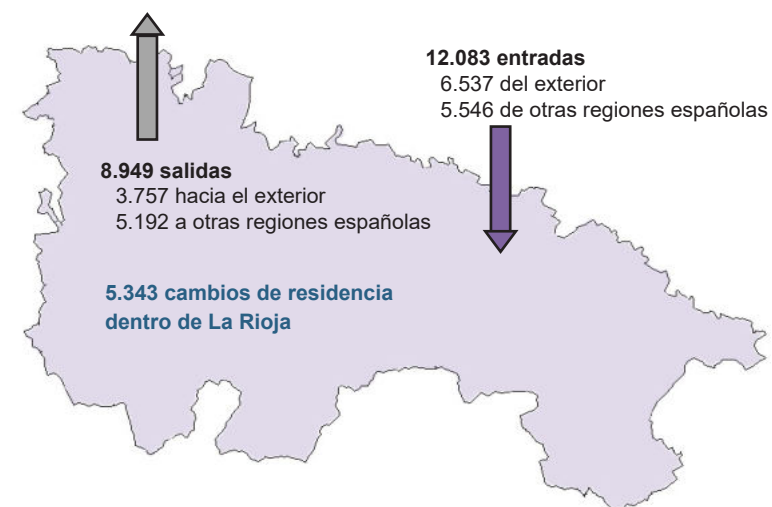 12.083 entradas
6.537 del exterior
5.546 de otras regiones españolas
8.949 salidas
3.757 hacia el exterior
5.192 a otras regiones españolas
5.343 cambios de residencia
dentro de La Rioja